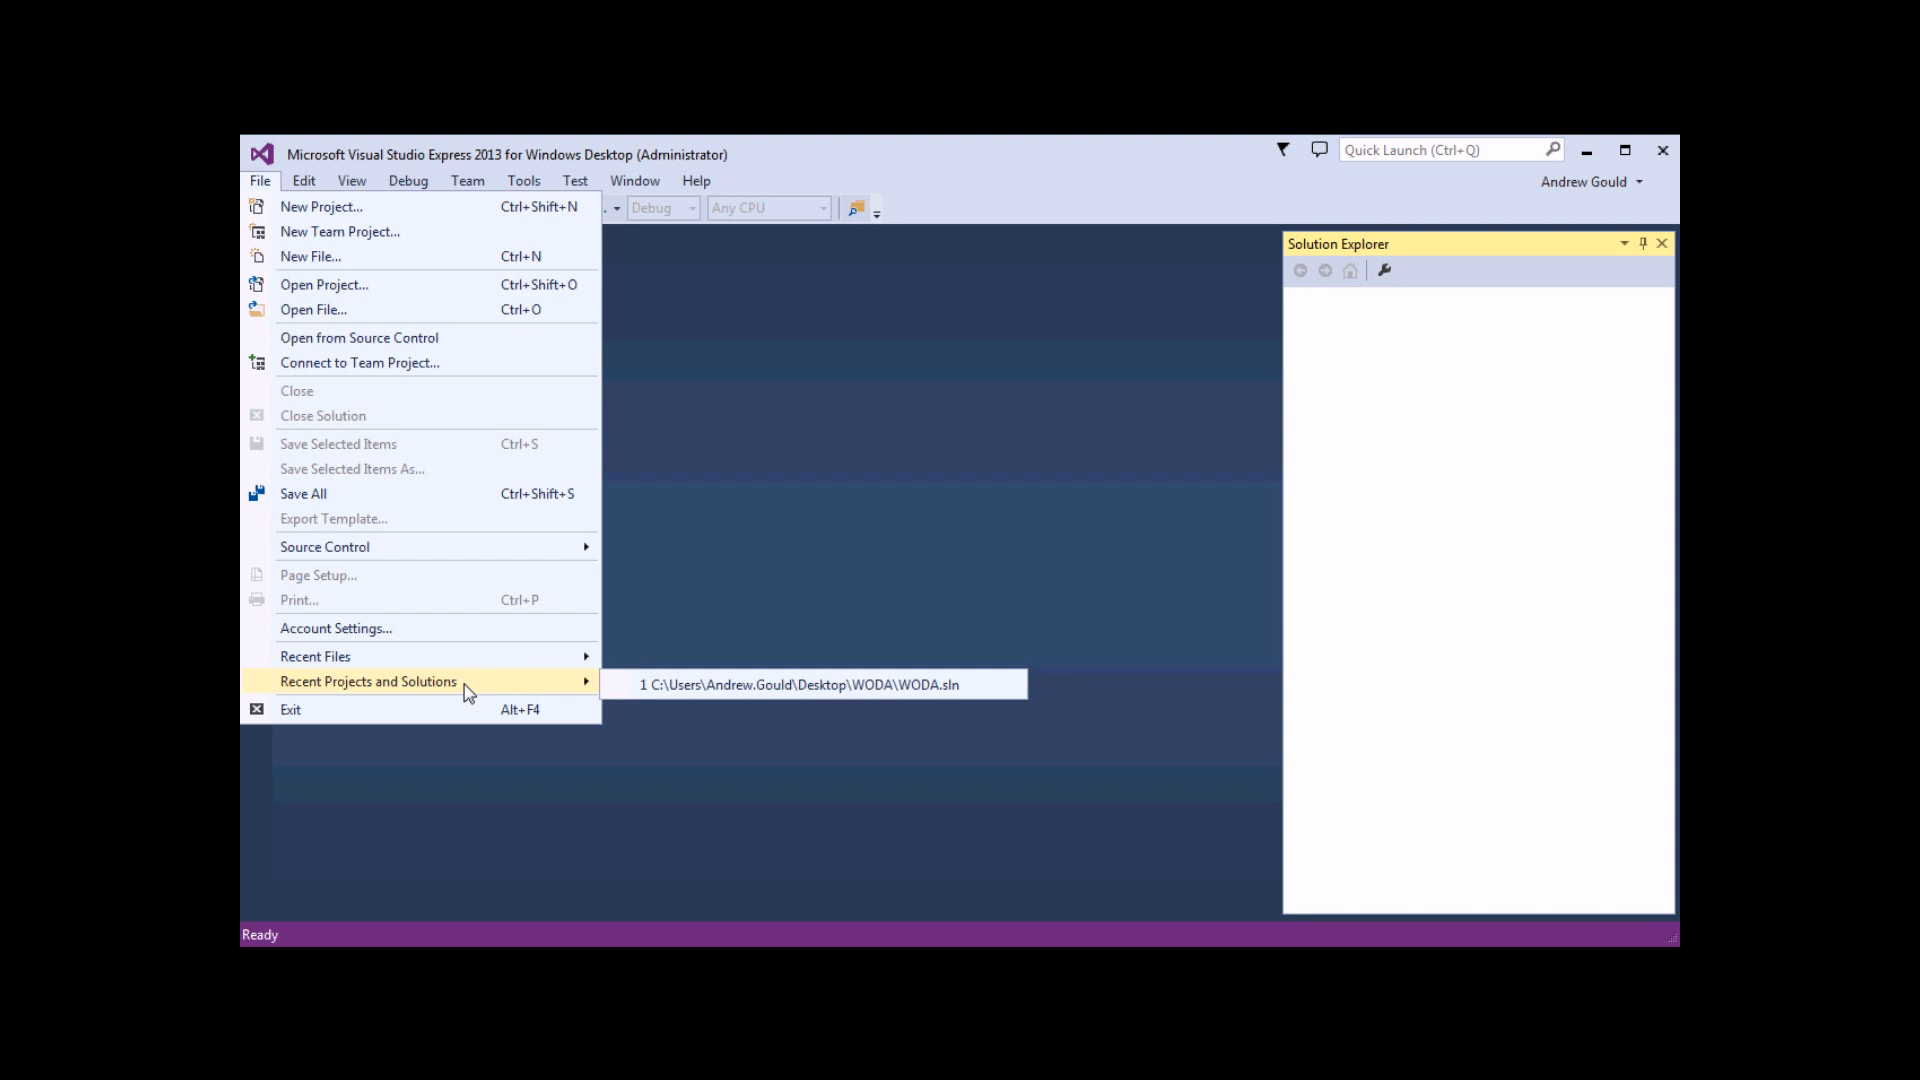 Microsoft Visual Studio Express 2013 for Windows Desktop (Administrator)
Quick Launch (Ctrl+Q)
File Edit View Debug Team Tools Test Window Help
Andrew Gould
New Project... Ctrl+Shift+N
Debug Any CPU
New Team Project...
New File... Ctrl+N
Solution Explorer
Open Project... Ctrl+Shift+O
Open File... Ctrl+O
Open from Source Control
Connect to Team Project...
Close
Close Solution
Save Selected Items Ctrl+S
Save Selected Items As...
Save All Ctrl+Shift+S
Export Template...
Source Control
Page Setup...
Print... Ctrl+P
Account Settings...
Recent Files
Recent Projects and Solutions
1 C:\Users\Andrew.Gould\Desktop\WODA\WODA.sln
Exit Alt+F4
Ready